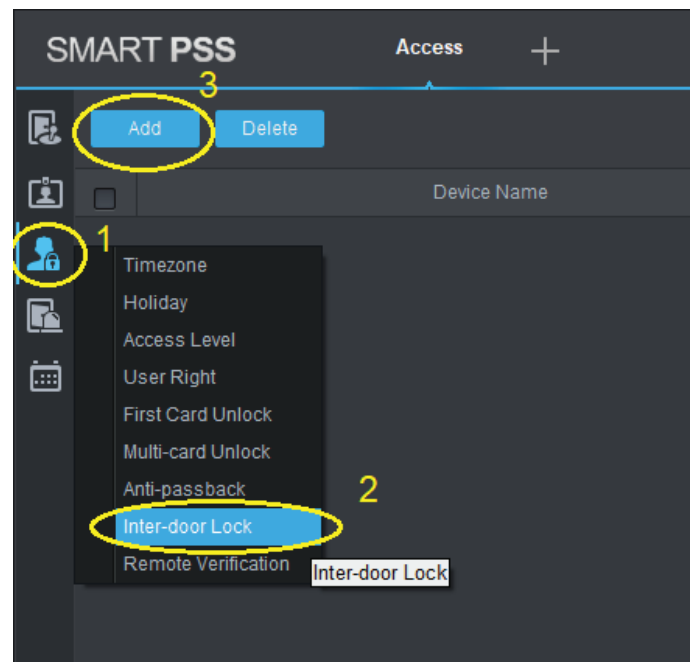 SMART PSS Access +
3
Add Delete
Device Name
1
Timezone
Holiday
Access Level
User Right
First Card Unlock
Multi-card Unlock
Anti-passback
2
Inter-door Lock
Remote Verification
Inter-door Lock